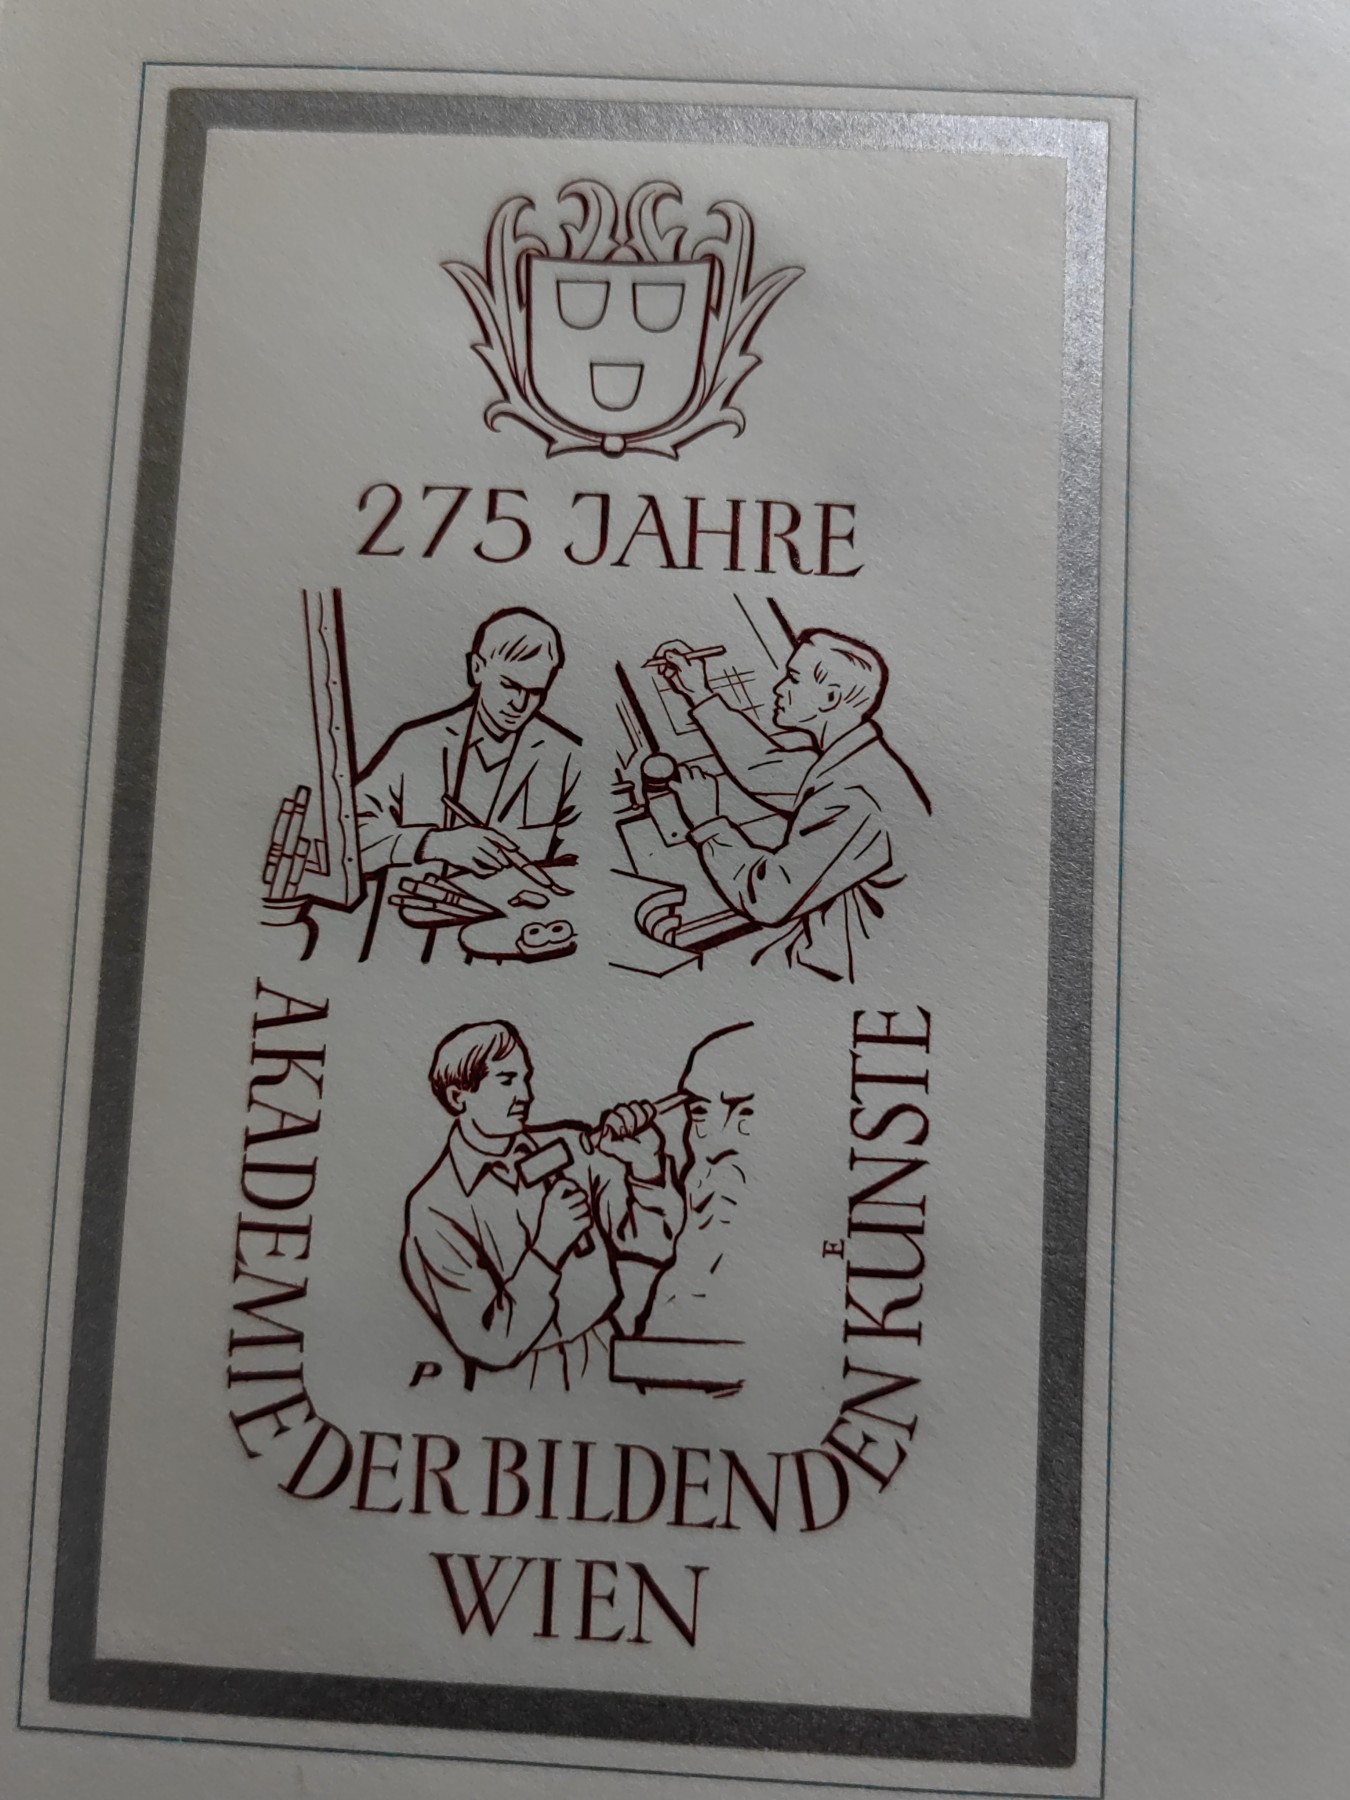 275 JAHRE
AKADEMIE DER BILDENDEN KÜNSTE
WIEN
P
E